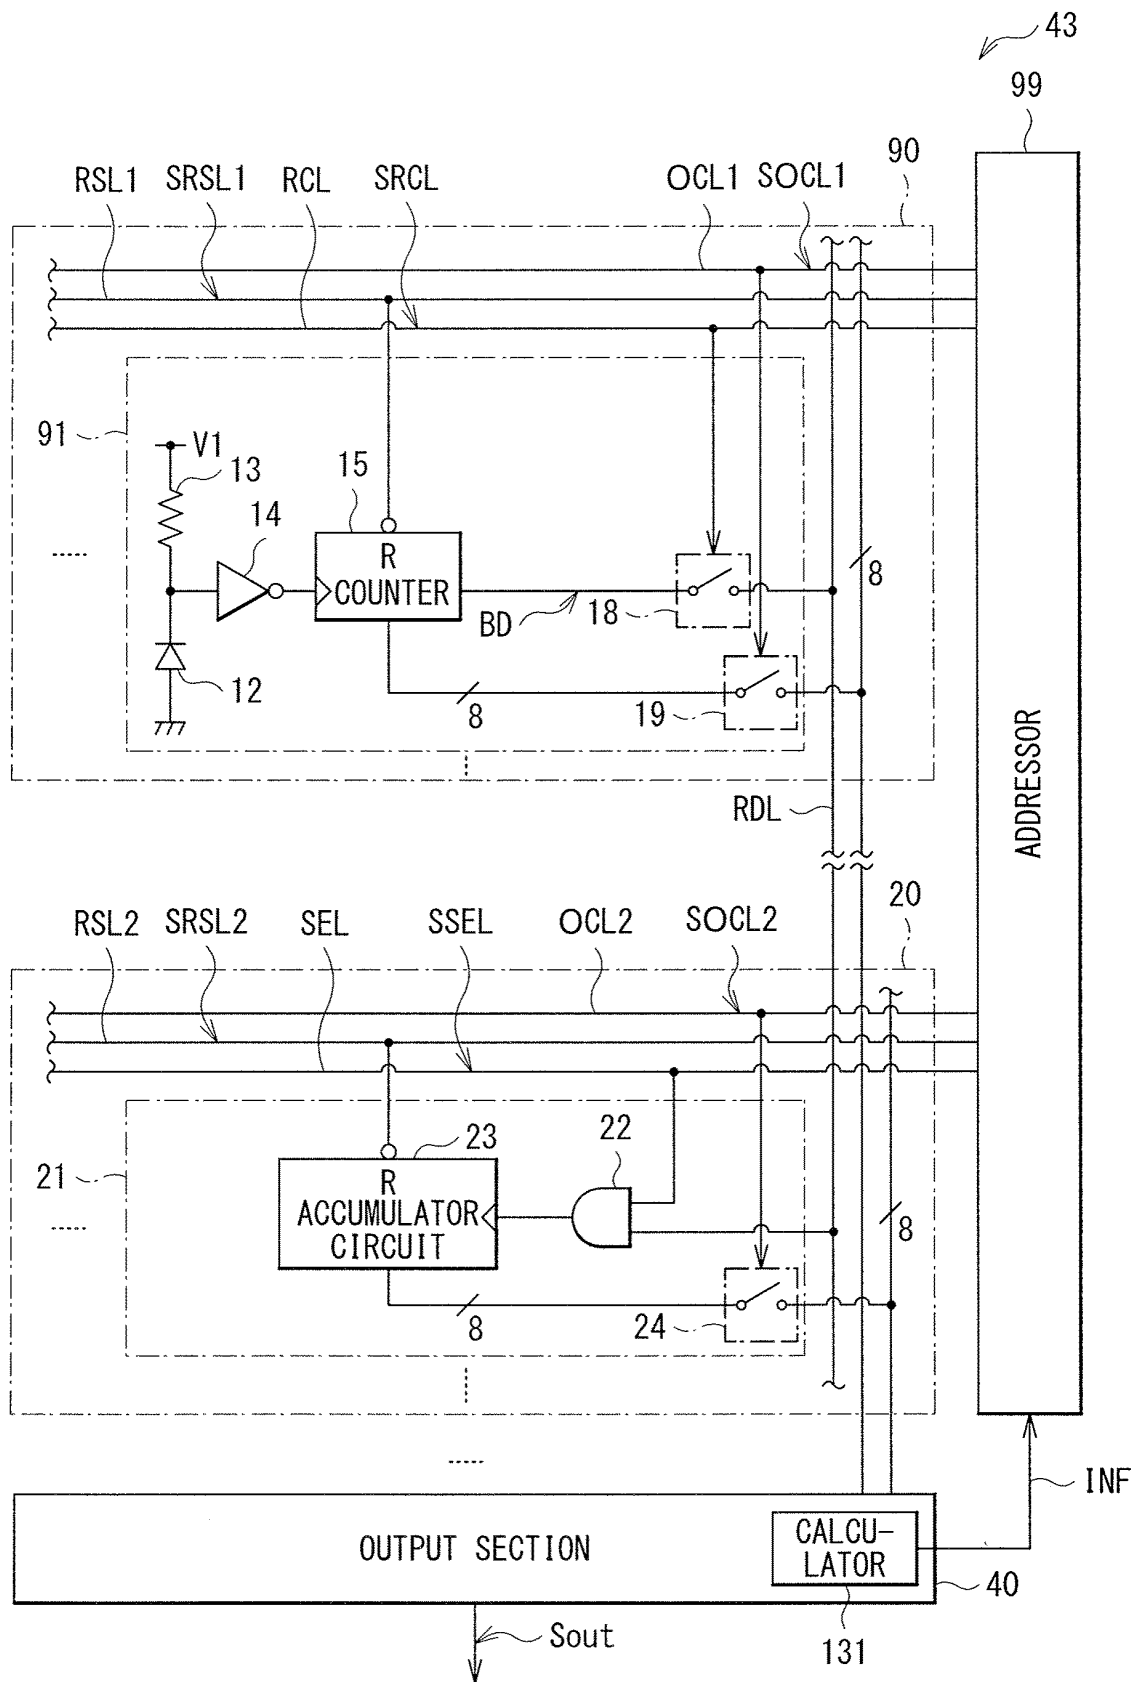 43
99
90
RSL1 SRSL1 RCL SRCL OCL1 SOCL1
91
V1
13
14
15
R
COUNTER
BD
18
8
12
8
19
RDL
ADDRESSOR
20
RSL2 SRSL2 SEL SSEL OCL2 SOCL2
21
23
22
R
ACCUMULATOR
CIRCUIT
8
8
24
INF
OUTPUT SECTION
CALCU-
LATOR
40
131
Sout